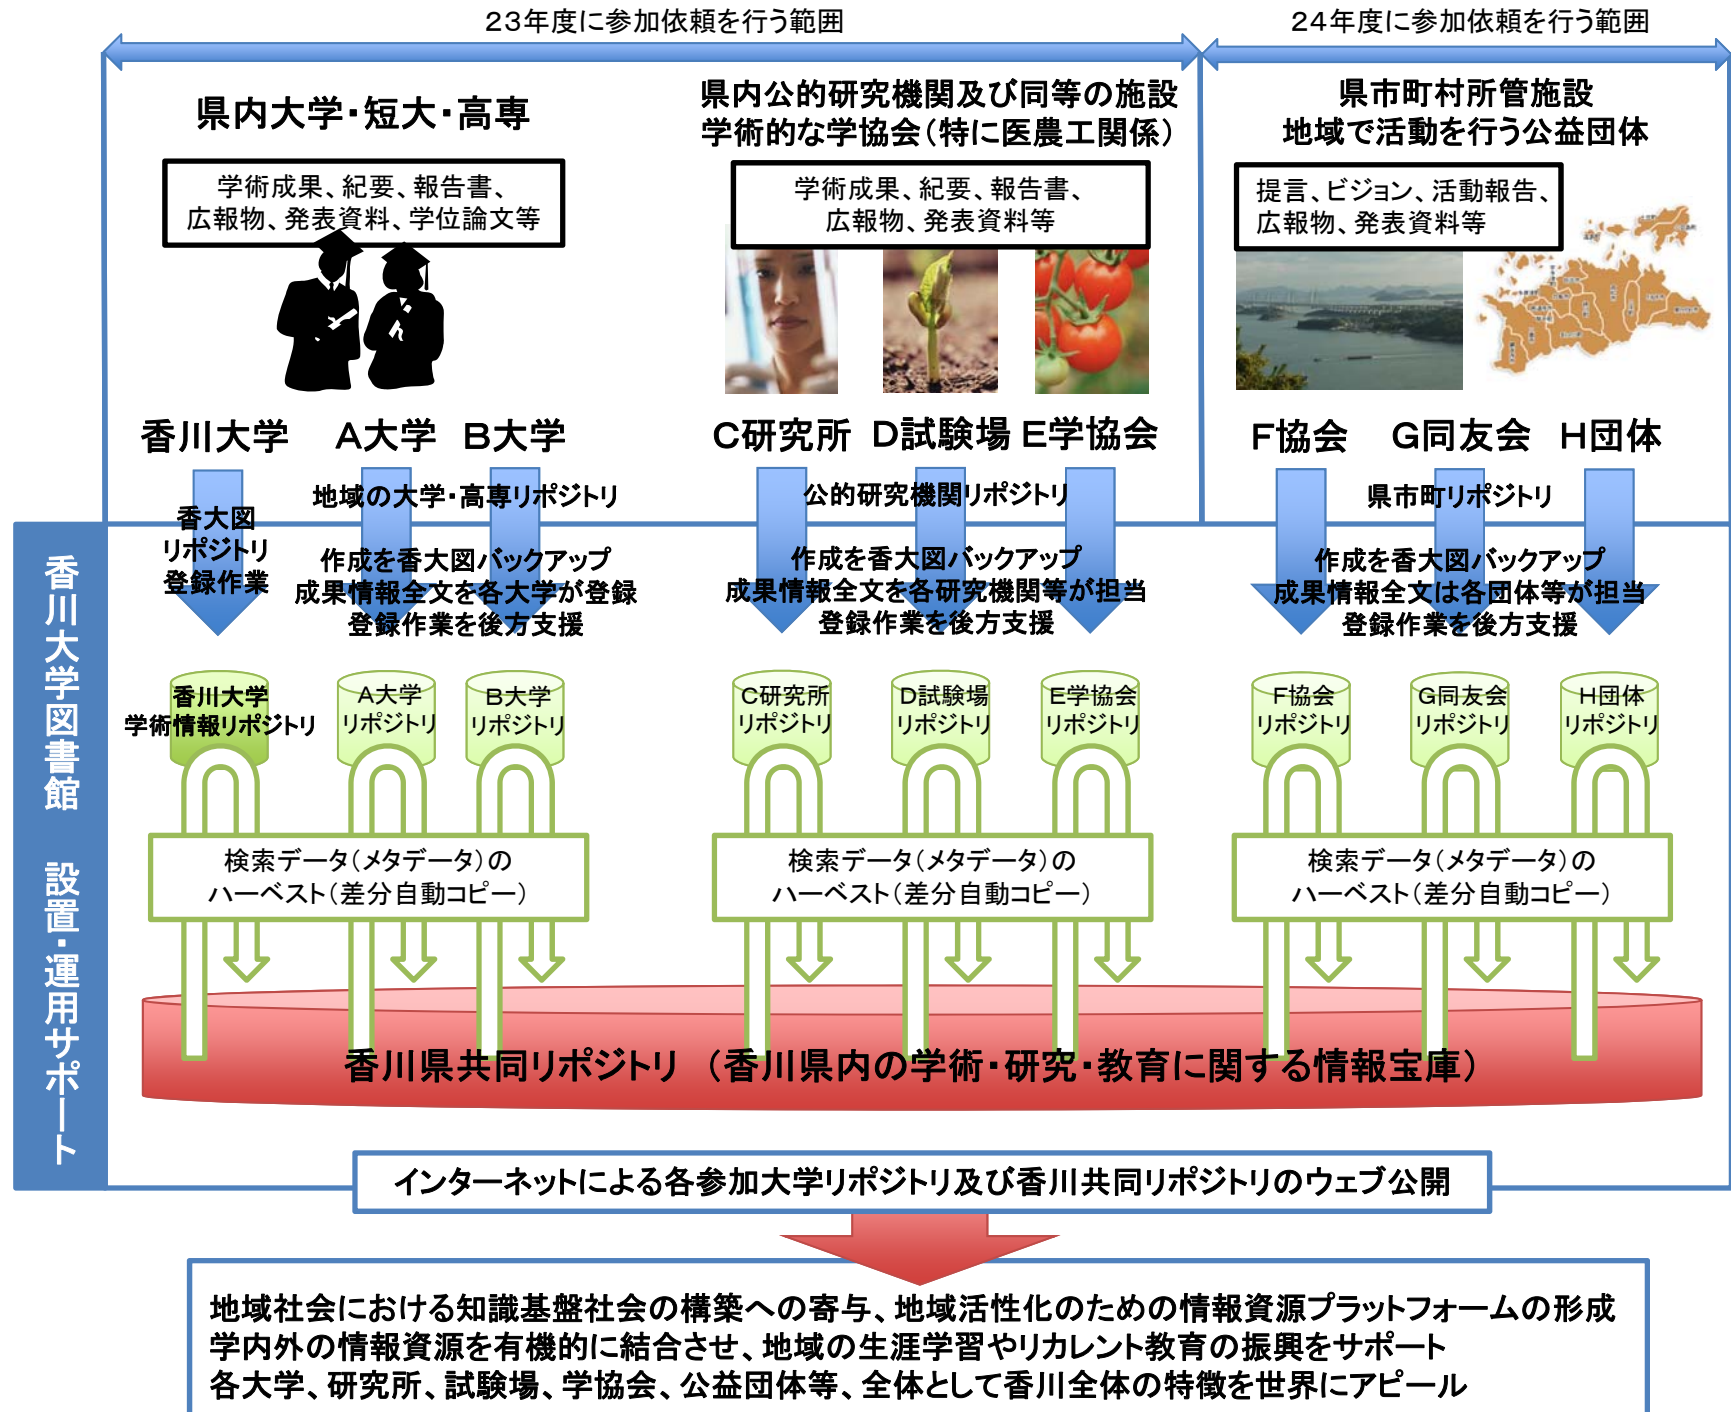 23年度に参加依頼を行う範囲
24年度に参加依頼を行う範囲
県内大学・短大・高専
学術成果、紀要、報告書、
広報物、発表資料、学位論文等
県内公的研究機関及び同等の施設
学術的な学協会（特に医農工関係）
学術成果、紀要、報告書、
広報物、発表資料等
県市町村所管施設
地域で活動を行う公益団体
提言、ビジョン、活動報告、
広報物、発表資料等
香川大学
A大学
B大学
C研究所
D試験場
E学協会
F協会
G同友会
H団体
香大図
リポジトリ
登録作業
地域の大学・高専リポジトリ
作成を香大図バックアップ
成果情報全文を各大学が登録
登録作業を後方支援
公的研究機関リポジトリ
作成を香大図バックアップ
成果情報全文を各研究機関等が担当
登録作業を後方支援
県市町リポジトリ
作成を香大図バックアップ
成果情報全文は各団体等が担当
登録作業を後方支援
香川大学図書館　設置・運用サポート
香川大学
学術情報リポジトリ
A大学
リポジトリ
B大学
リポジトリ
C研究所
リポジトリ
D試験場
リポジトリ
E学協会
リポジトリ
F協会
リポジトリ
G同友会
リポジトリ
H団体
リポジトリ
検索データ（メタデータ）の
ハーベスト（差分自動コピー）
検索データ（メタデータ）の
ハーベスト（差分自動コピー）
検索データ（メタデータ）の
ハーベスト（差分自動コピー）
香川県共同リポジトリ　（香川県内の学術・研究・教育に関する情報宝庫）
インターネットによる各参加大学リポジトリ及び香川共同リポジトリのウェブ公開
地域社会における知識基盤社会の構築への寄与、地域活性化のための情報資源プラットフォームの形成
学内外の情報資源を有機的に結合させ、地域の生涯学習やリカレント教育の振興をサポート
各大学、研究所、試験場、学協会、公益団体等、全体として香川全体の特徴を世界にアピール